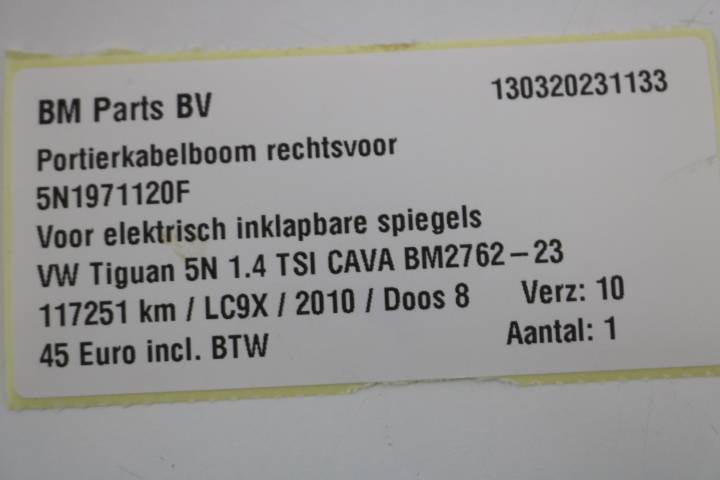 BM Parts BV 130320231133
Portierkabelboom rechtsvoor
5N1971120F
Voor elektrisch inklapbare spiegels
VW Tiguan 5N 1.4 TSI CAVA BM2762-23
117251 km / LC9X / 2010 / Doos 8 Verz: 10
45 Euro incl. BTW Aantal: 1